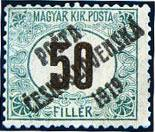 MAGYAR KIR. POSTA
POŠTA
ČESKOSLOVENSKÁ
1919
50
FILLÉR